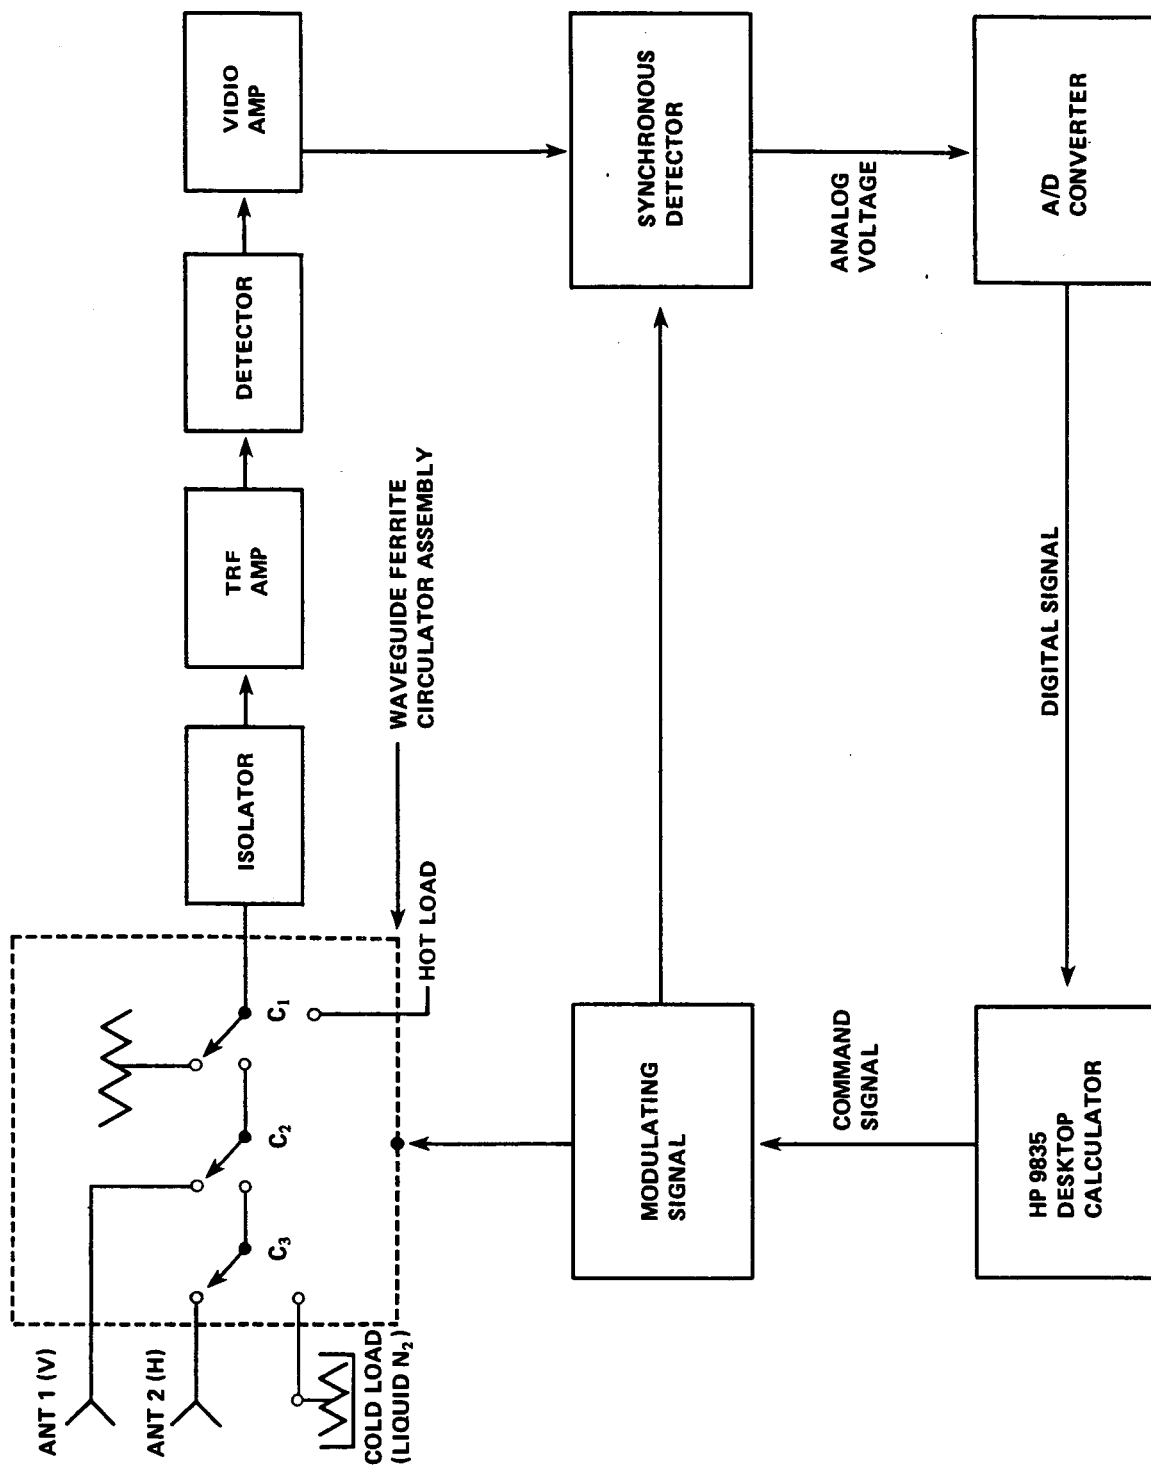 ANT 1 (V)
ANT 2 (H)
COLD LOAD
(LIQUID N₂)
C₃
C₂
C₁
HOT LOAD
WAVEGUIDE FERRITE
CIRCULATOR ASSEMBLY
ISOLATOR
TRF
AMP
DETECTOR
VIDIO
AMP
MODULATING
SIGNAL
SYNCHRONOUS
DETECTOR
COMMAND
SIGNAL
ANALOG
VOLTAGE
HP 9835
DESKTOP
CALCULATOR
DIGITAL SIGNAL
A/D
CONVERTER